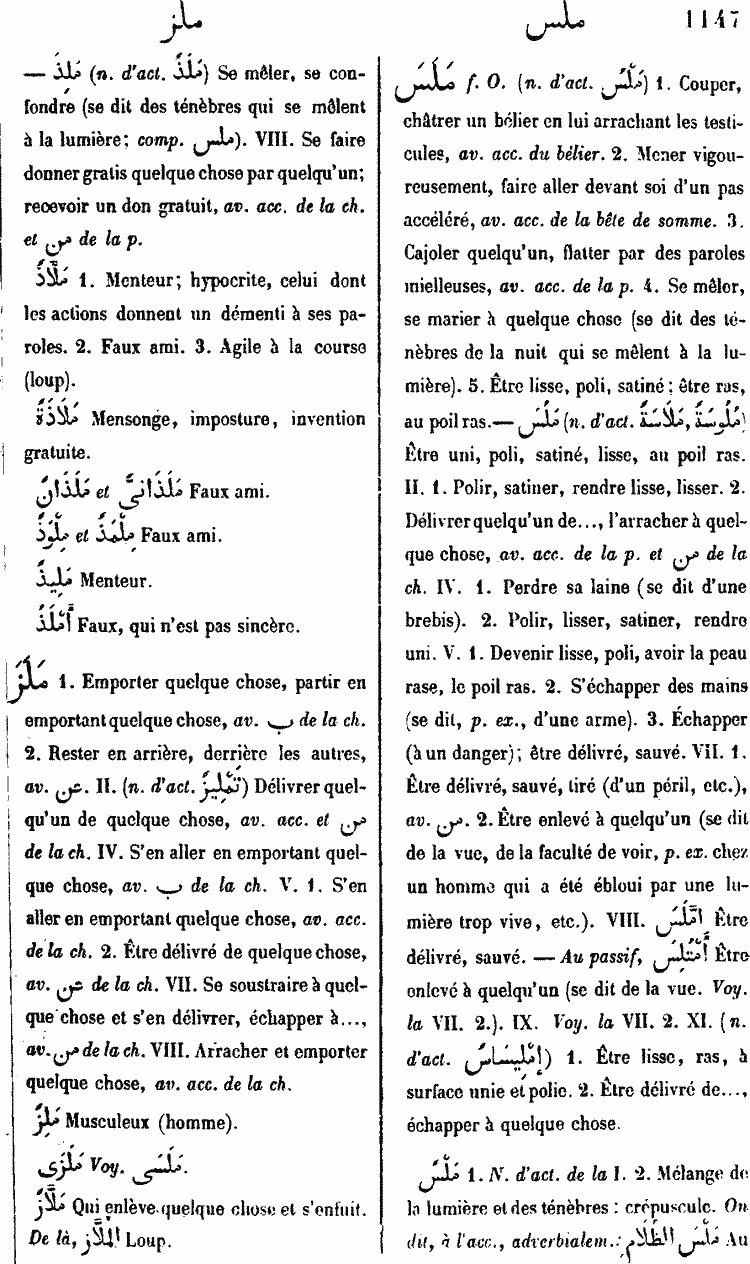 ملز
ملس
1147
— مَلِذَ (n. d'act. مَلَذٌ) Se mêler, se con-
fondre (se dit des ténèbres qui se mêlent
à la lumière; comp. ملس). VIII. Se faire
donner gratis quelque chose par quelqu'un;
recevoir un don gratuit, av. acc. de la ch.
et من de la p.
مَلَّاذٌ 1. Menteur; hypocrite, celui dont
les actions donnent un démenti à ses pa-
roles. 2. Faux ami. 3. Agile à la course
(loup).
مَلَاذَةٌ Mensonge, imposture, invention
gratuite.
مَلَذَانٌ et مَلَذَانِىٌّ Faux ami.
مِلْوَذٌ et مِلْمَذٌ Faux ami.
مَلِيذٌ Menteur.
أَمْلَذُ Faux, qui n'est pas sincère.
مَلَزَ 1. Emporter quelque chose, partir en
emportant quelque chose, av. ب de la ch.
2. Rester en arrière, derrière les autres,
av. عن. II. (n. d'act. تَمْلِيزٌ) Délivrer quel-
qu'un de quelque chose, av. acc. et من
de la ch. IV. S'en aller en emportant quel-
que chose, av. ب de la ch. V. 1. S'en
aller en emportant quelque chose, av. acc.
de la ch. 2. Être délivré de quelque chose,
av. عن de la ch. VII. Se soustraire à quel-
que chose et s'en délivrer, échapper à...,
av. من de la ch. VIII. Arracher et emporter
quelque chose, av. acc. de la ch.
مَلِزٌ Musculeux (homme).
مَلَزَى Voy. مَلَسَى.
مَلَّازٌ Qui enlève quelque chose et s'enfuit.
De là, المَلَّازُ Loup.
مَلَسَ f. O. (n. d'act. مَلْسٌ) 1. Couper,
châtrer un bélier en lui arrachant les testi-
cules, av. acc. du bélier. 2. Mener vigou-
reusement, faire aller devant soi d'un pas
accéléré, av. acc. de la bête de somme. 3.
Cajoler quelqu'un, flatter par des paroles
mielleuses, av. acc. de la p. 4. Se mêler,
se marier à quelque chose (se dit des té-
nèbres de la nuit qui se mêlent à la lu-
mière). 5. Être lisse, poli, satiné; être ras,
au poil ras.— مَلُسَ (n. d'act. مُلُوسَةٌ, مَلَاسَةٌ)
Être uni, poli, satiné, lisse, au poil ras.
II. 1. Polir, satiner, rendre lisse, lisser. 2.
Délivrer quelqu'un de..., l'arracher à quel-
que chose, av. acc. de la p. et من de la
ch. IV. 1. Perdre sa laine (se dit d'une
brebis). 2. Polir, lisser, satiner, rendre
uni. V. 1. Devenir lisse, poli, avoir la peau
rase, le poil ras. 2. S'échapper des mains
(se dit, p. ex., d'une arme). 3. Échapper
(à un danger); être délivré, sauvé. VII. 1.
Être délivré, sauvé, tiré (d'un péril, etc.),
av. من. 2. Être enlevé à quelqu'un (se dit
de la vue, de la faculté de voir, p. ex. chez
un homme qui a été ébloui par une lu-
mière trop vive, etc.). VIII. امَّلَسَ Être
délivré, sauvé. — Au passif, أُمْتُلِسَ Être
enlevé à quelqu'un (se dit de la vue. Voy.
la VII. 2.). IX. Voy. la VII. 2. XI. (n.
d'act. إِمْلِيسَاسٌ) 1. Être lisse, ras, à
surface unie et polie. 2. Être délivré de...,
échapper à quelque chose.
مَلْسٌ 1. N. d'act. de la I. 2. Mélange de
la lumière et des ténèbres : crépuscule. On
dit, à l'acc., adverbialem.: مَلْسَ الظَّلَامِ Au